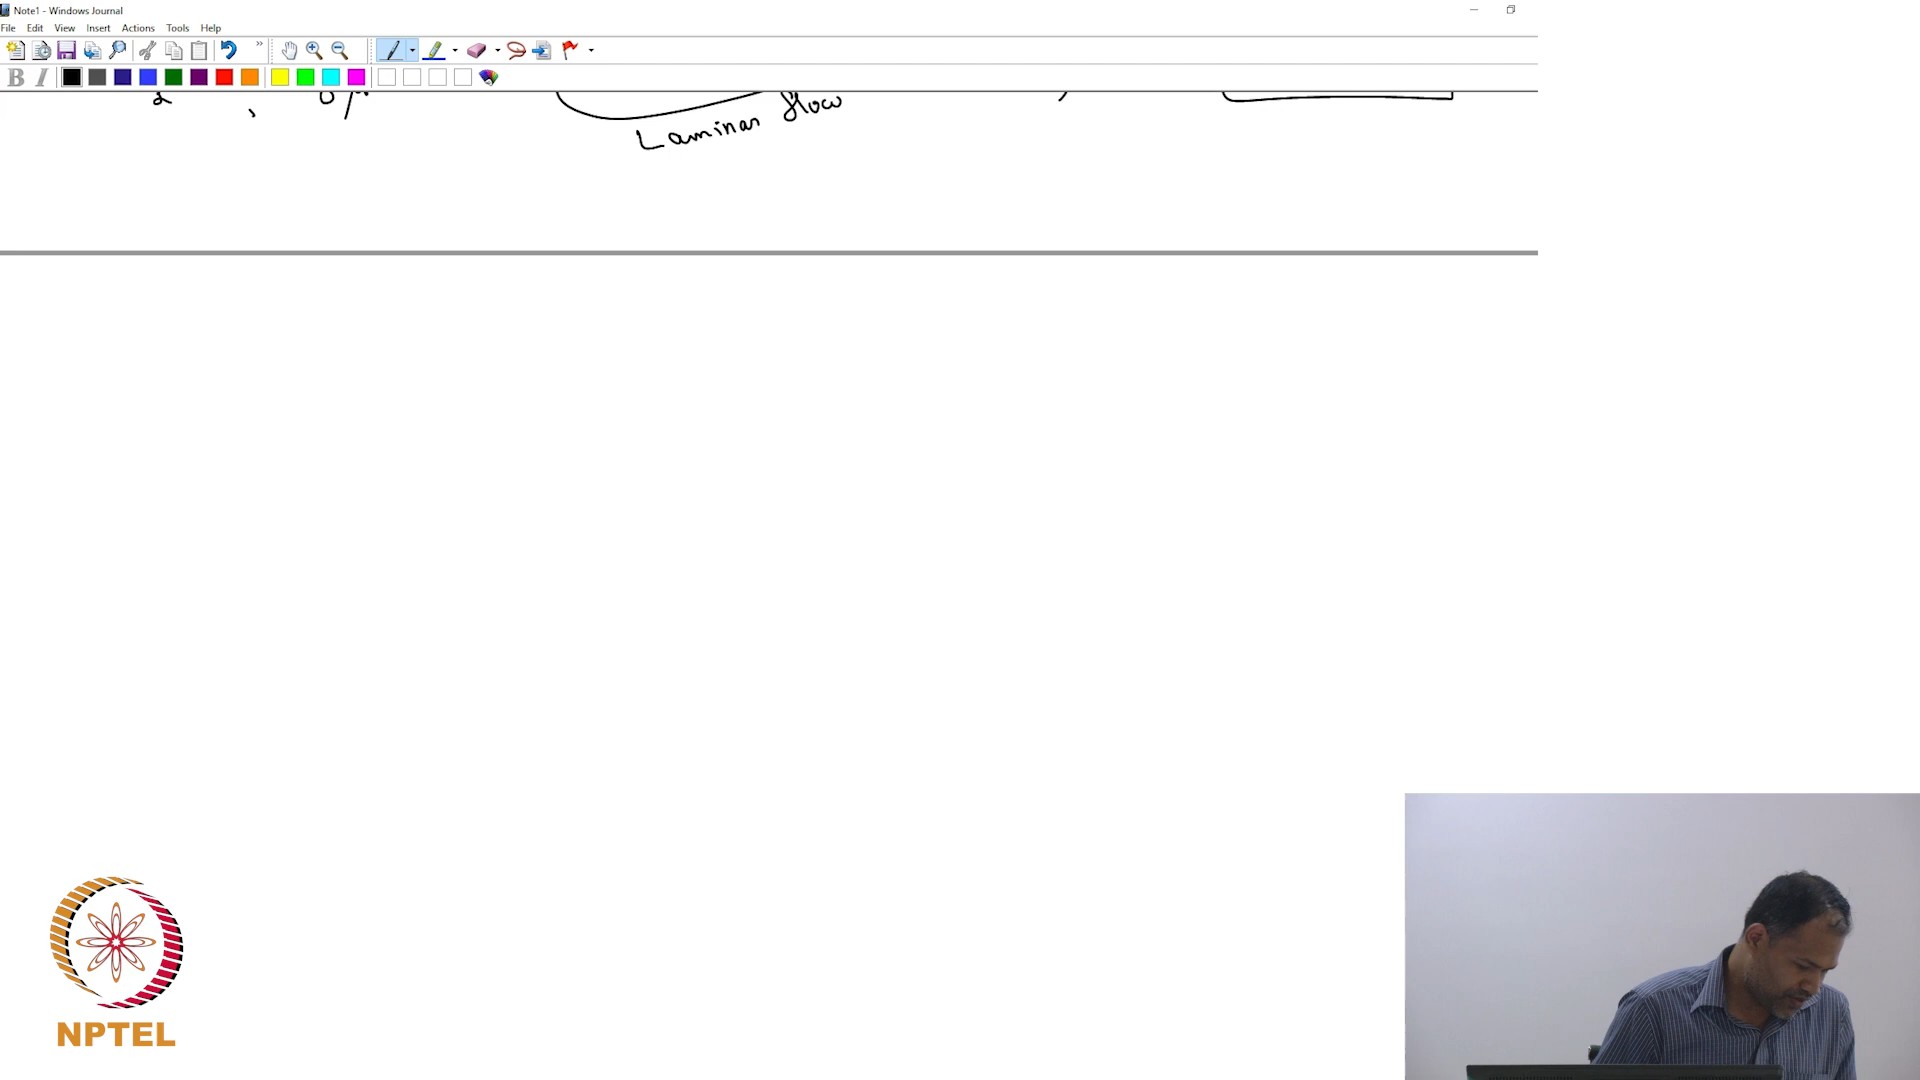 Note1 - Windows Journal
File Edit View Insert Actions Tools Help
B I
flow
Laminar
NPTEL